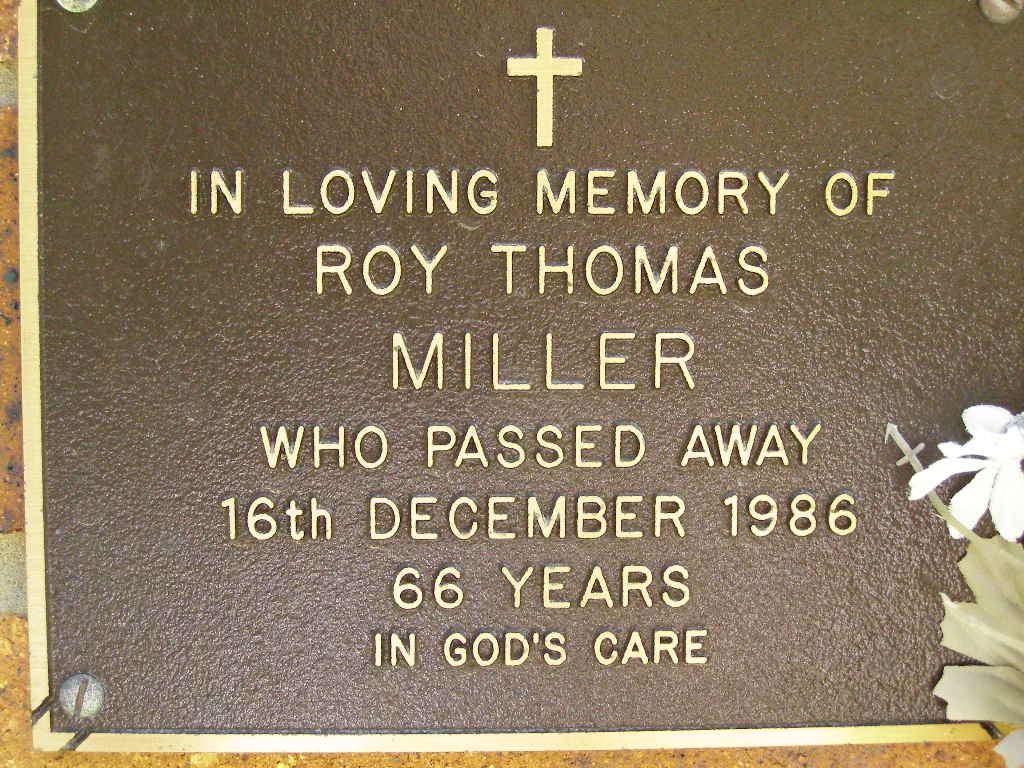 IN LOVING MEMORY OF
ROY THOMAS
MILLER
WHO PASSED AWAY
16th DECEMBER 1986
66 YEARS
IN GOD'S CARE